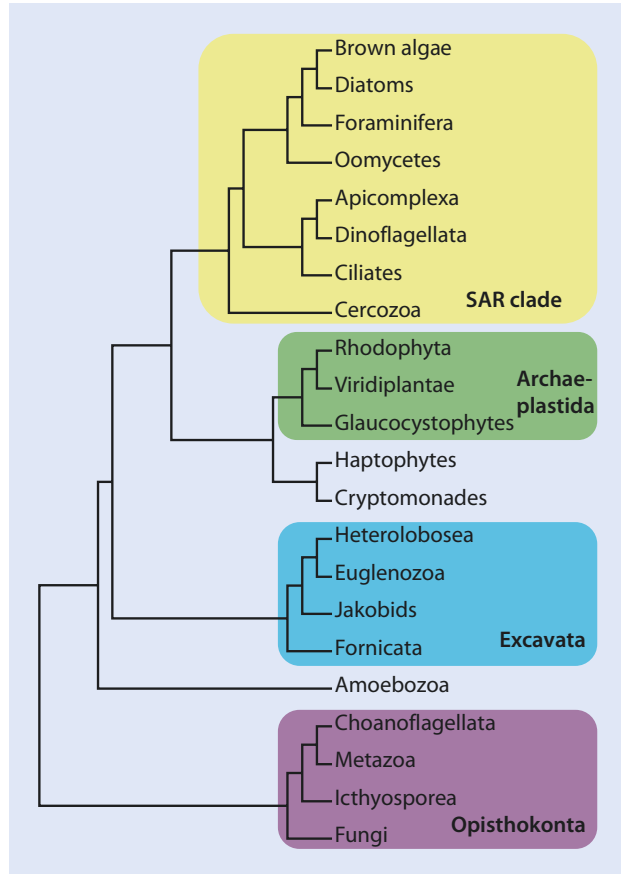 Brown algae
Diatoms
Foraminifera
Oomycetes
Apicomplexa
Dinoflagellata
Ciliates
SAR clade
Cercozoa
Rhodophyta
Archae-
Viridiplantae
plastida
Glaucocystophytes
Haptophytes
Cryptomonades
Heterolobosea
Euglenozoa
Jakobids
Excavata
Fornicata
Amoebozoa
Choanoflagellata
Metazoa
Icthyosporea
Opisthokonta
Fungi